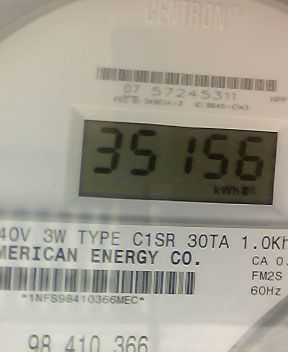 CENTRON®
07 57245311
35156
kWh
40V 3W TYPE C1SR 30TA 1.0Kh
MERICAN ENERGY CO.
CA 0.
FM2S
*1NFS98410366MEC*
60Hz
98 410 366